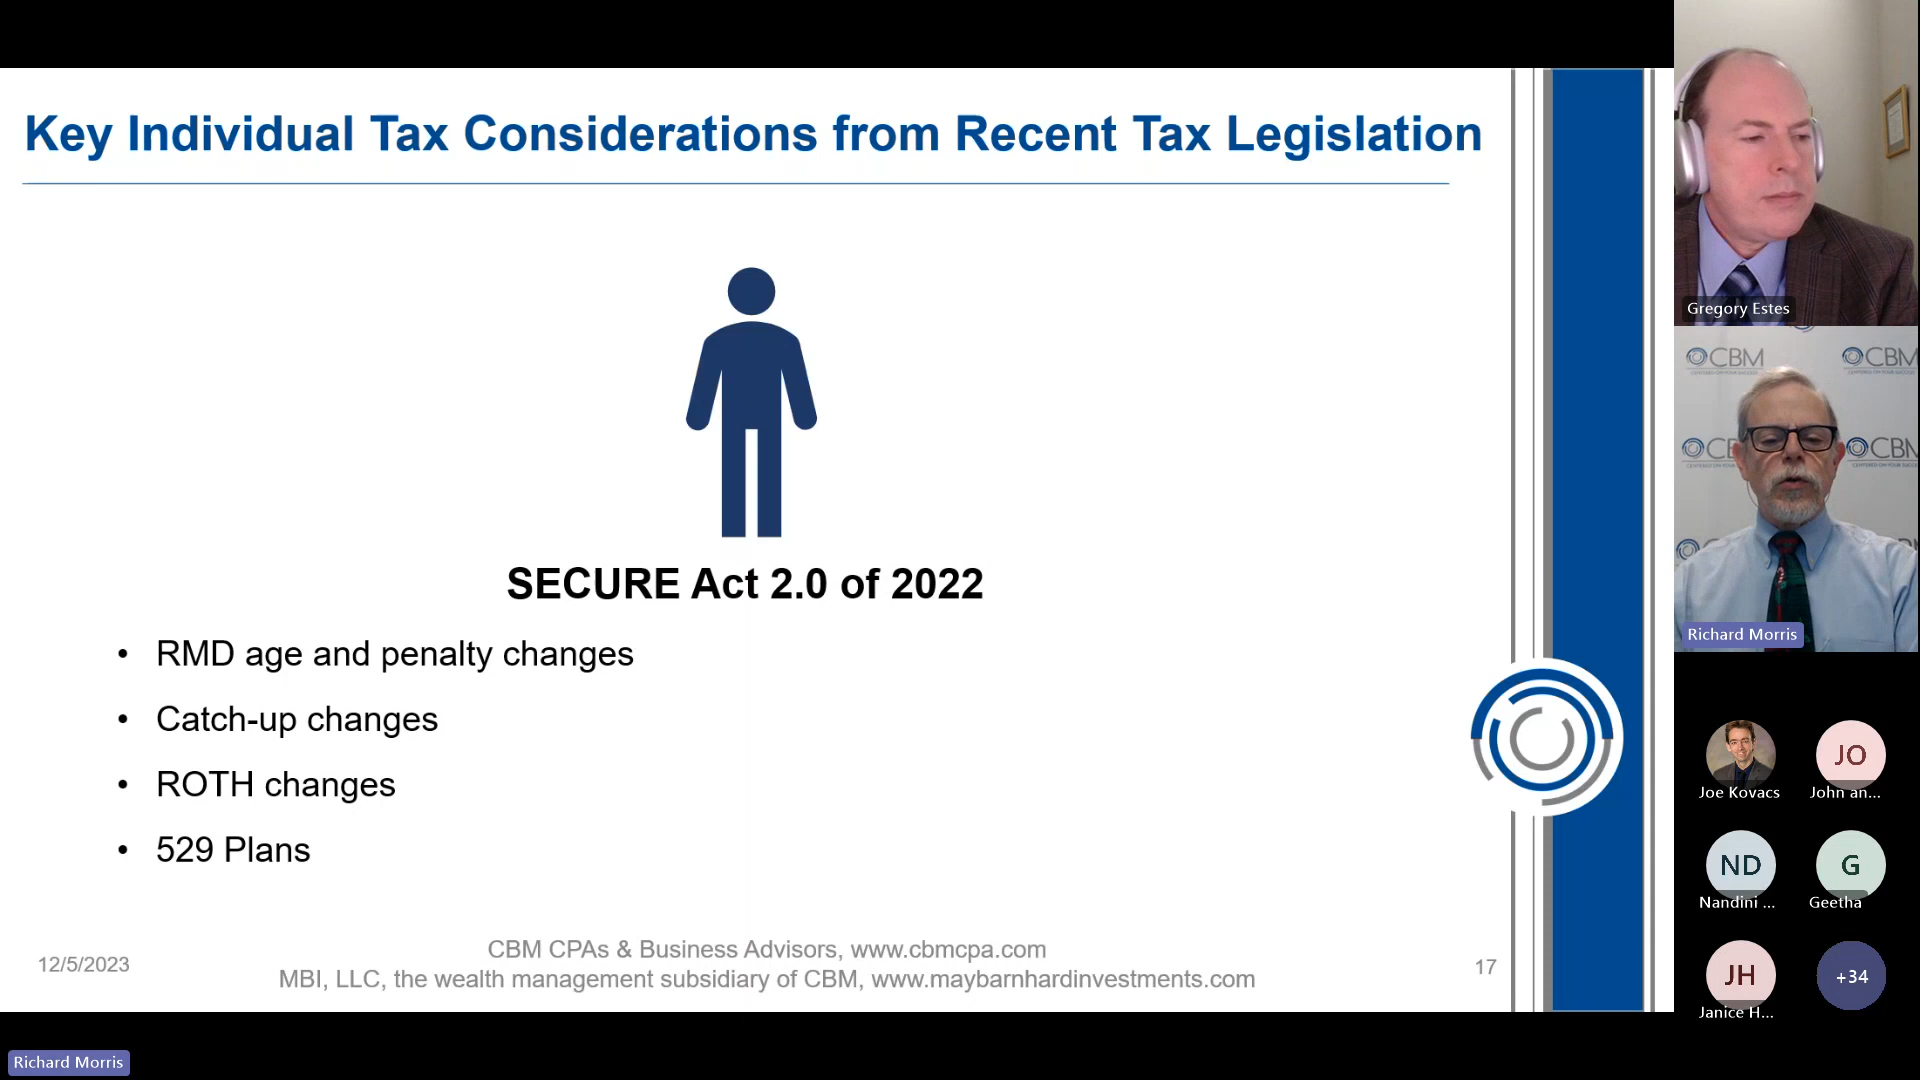 Key Individual Tax Considerations from Recent Tax Legislation
SECURE Act 2.0 of 2022
• RMD age and penalty changes
• Catch-up changes
• ROTH changes
• 529 Plans
12/5/2023
CBM CPAs & Business Advisors, www.cbmcpa.com
MBI, LLC, the wealth management subsidiary of CBM, www.maybarnhardinvestments.com
17
Gregory Estes
CBM
CBM
CBM
Richard Morris
Joe Kovacs
JO
John an...
ND
Nandini ...
G
Geetha
JH
Janice H...
+34
Richard Morris